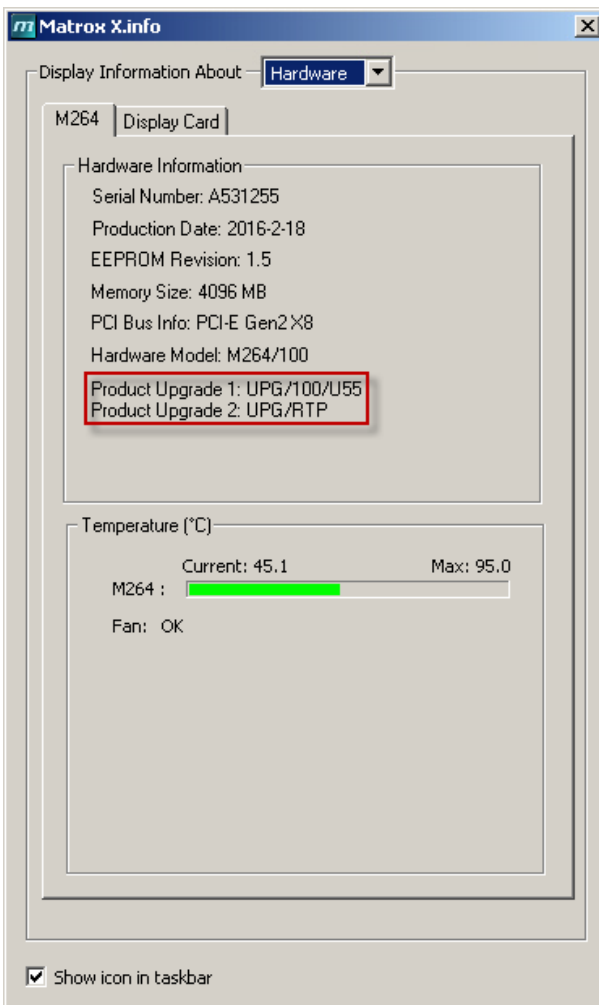 m Matrox X.info
Display Information About Hardware
M264 Display Card
Hardware Information
Serial Number: A531255
Production Date: 2016-2-18
EEPROM Revision: 1.5
Memory Size: 4096 MB
PCI Bus Info: PCI-E Gen2 X8
Hardware Model: M264/100
Product Upgrade 1: UPG/100/U55
Product Upgrade 2: UPG/RTP
Temperature (°C)
Current: 45.1 Max: 95.0
M264 :
Fan: OK
Show icon in taskbar